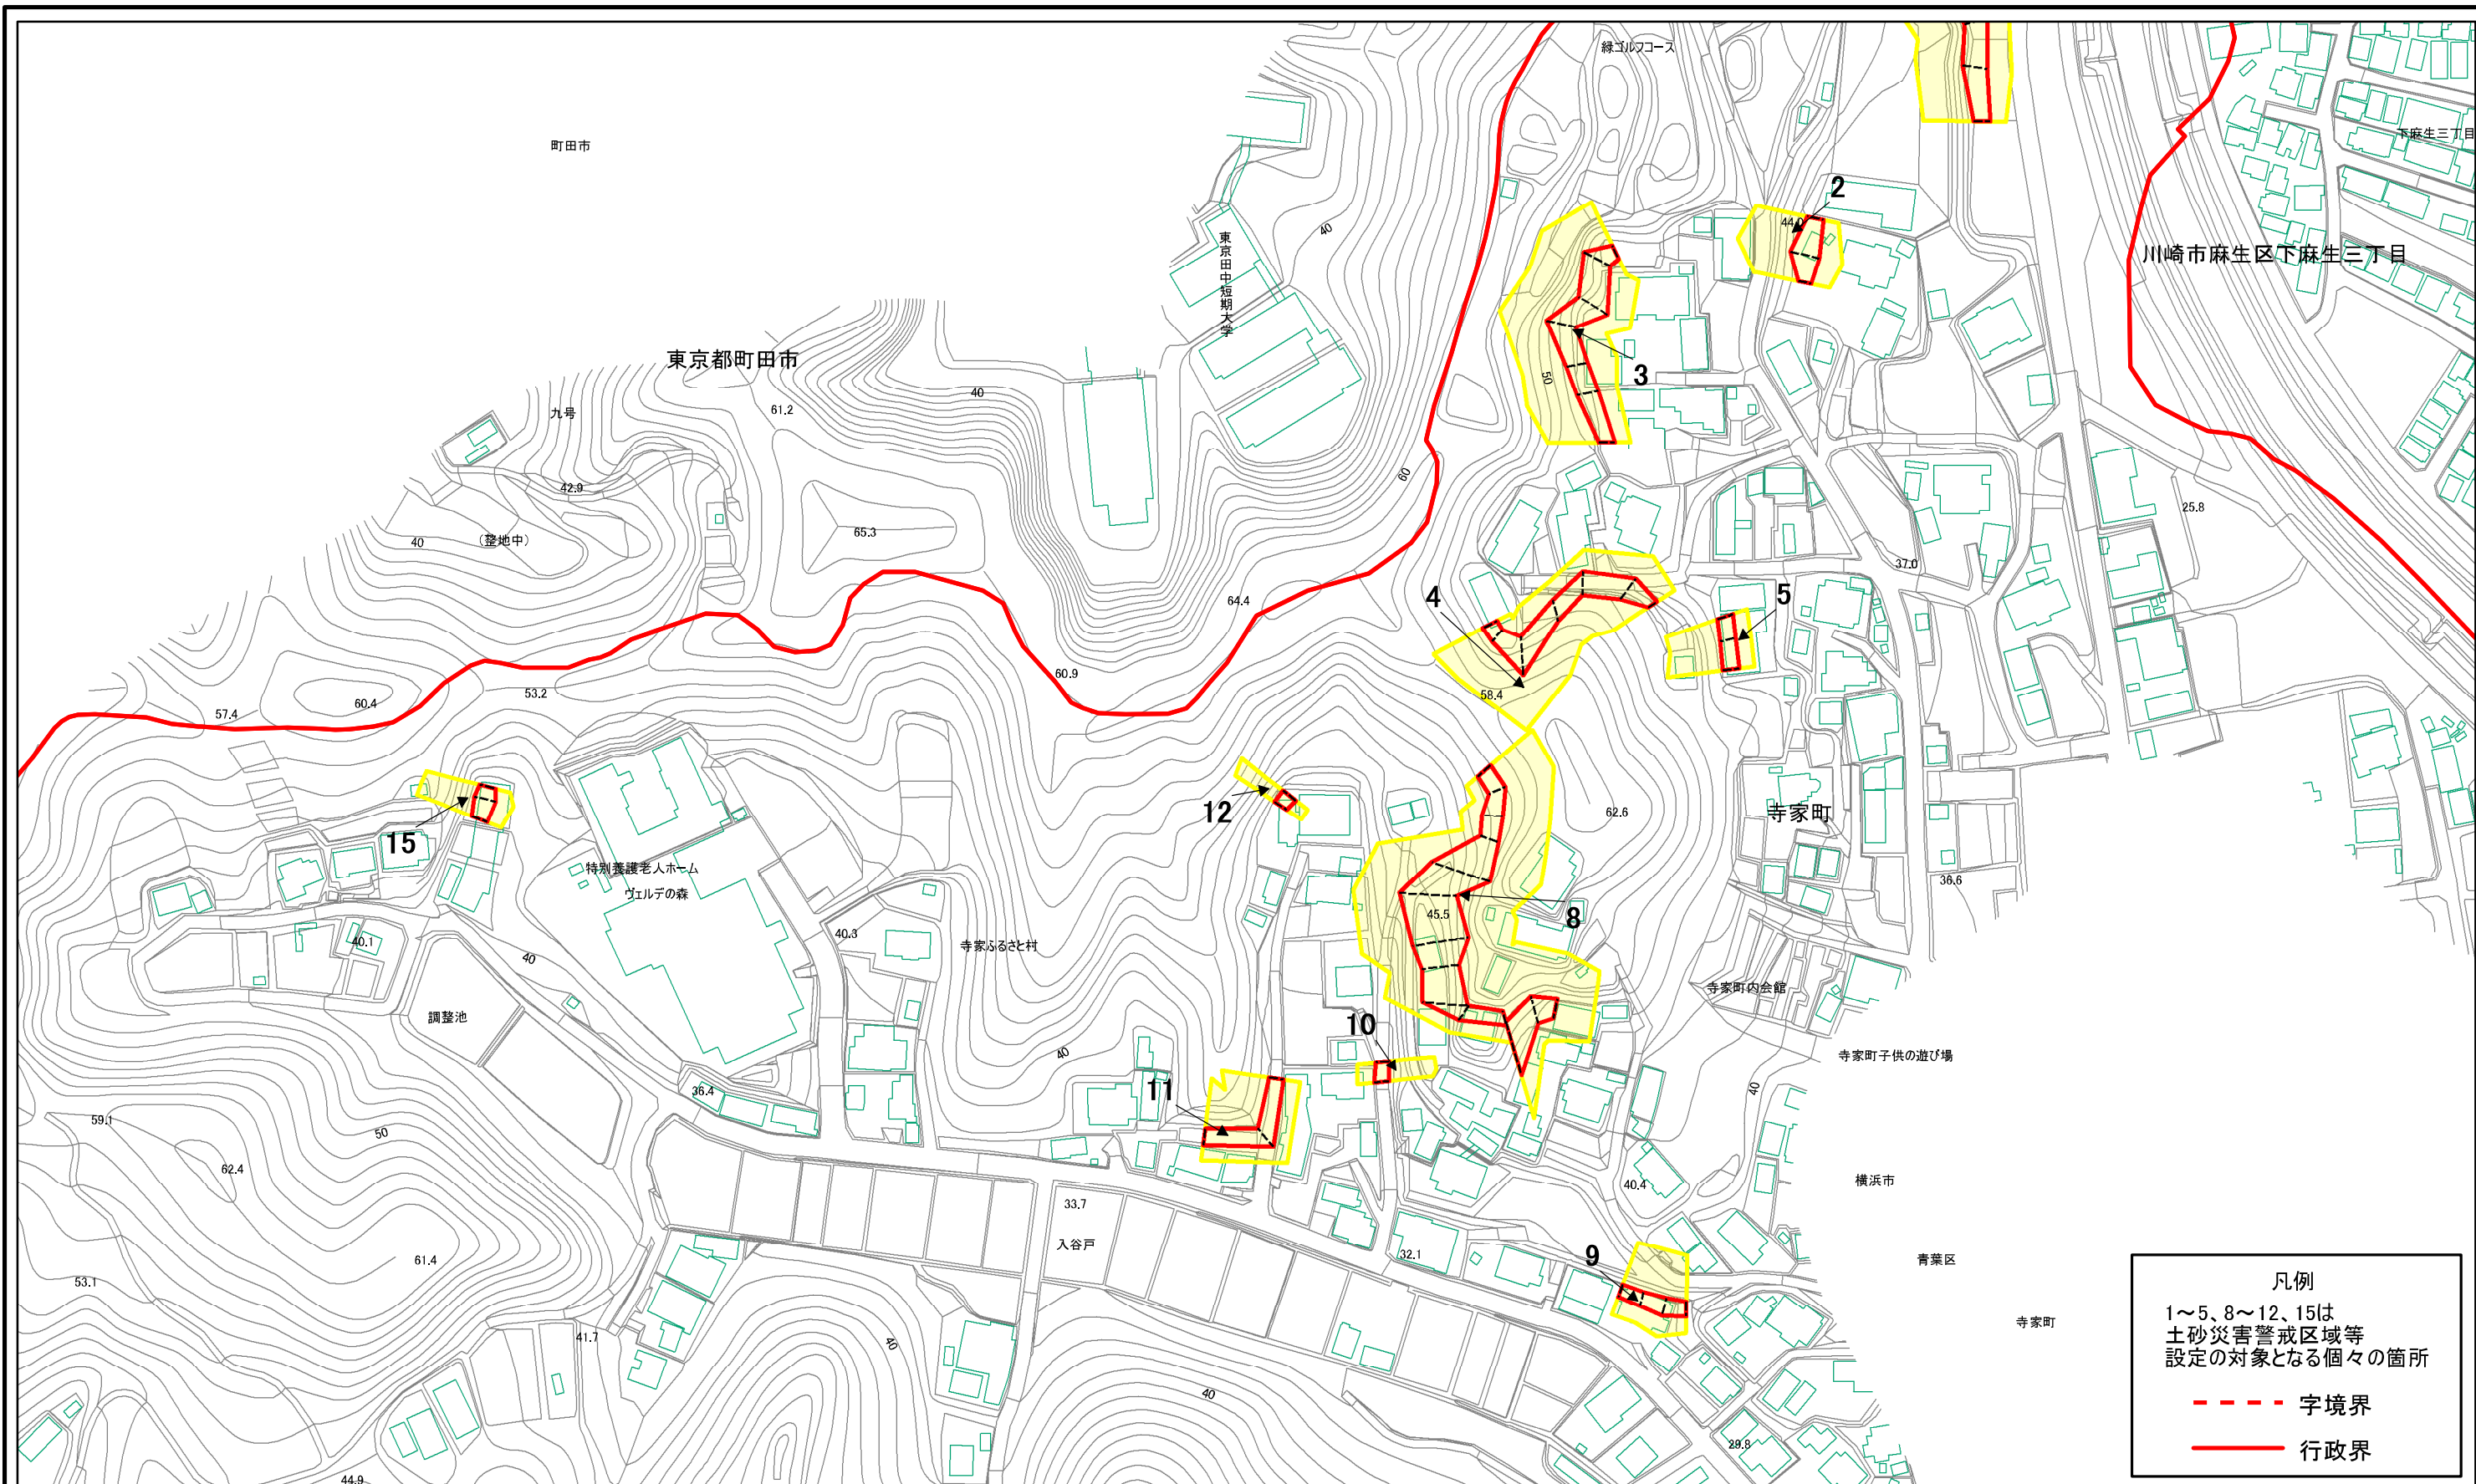 緑ゴルフコース
町田市
下麻生三丁目
2
44.0
40
東京田中短期大学
川崎市麻生区下麻生三丁目
東京都町田市
3
50
40
61.2
九号
60
42.9
25.8
65.3
40
(整地中)
37.0
4
5
64.4
60.9
58.4
53.2
60.4
57.4
12
62.6
寺家町
15
特別養護老人ホーム
ヴェルデの森
36.6
45.5
8
40.3
40.1
寺家ふるさと村
40
寺家町内会館
調整池
10
40
寺家町子供の遊び場
36.4
11
40
59.1
50
62.4
横浜市
40.4
33.7
入谷戸
32.1
9
青葉区
61.4
53.1
寺家町
41.7
40
40
29.8
44.9
凡例
1~5、8~12、15は
土砂災害警戒区域等
設定の対象となる個々の箇所
字境界
行政界